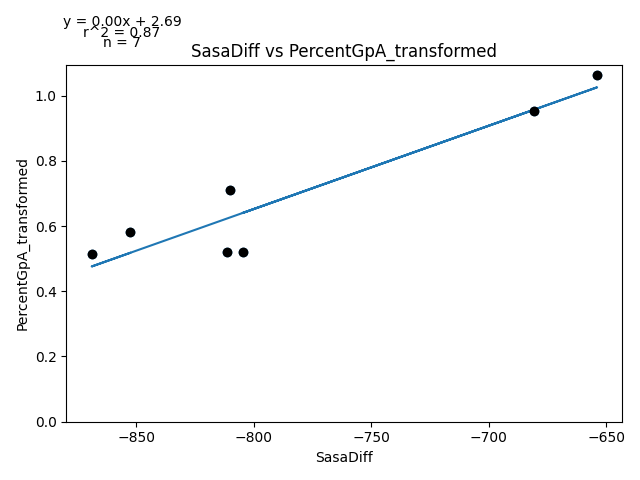 y = 0.00x + 2.69
r^2 = 0.87
n = 7
SasaDiff vs PercentGpA_transformed
PercentGpA_transformed
1.0
0.8
0.6
0.4
0.2
0.0
−850
−800
−750
−700
−650
SasaDiff